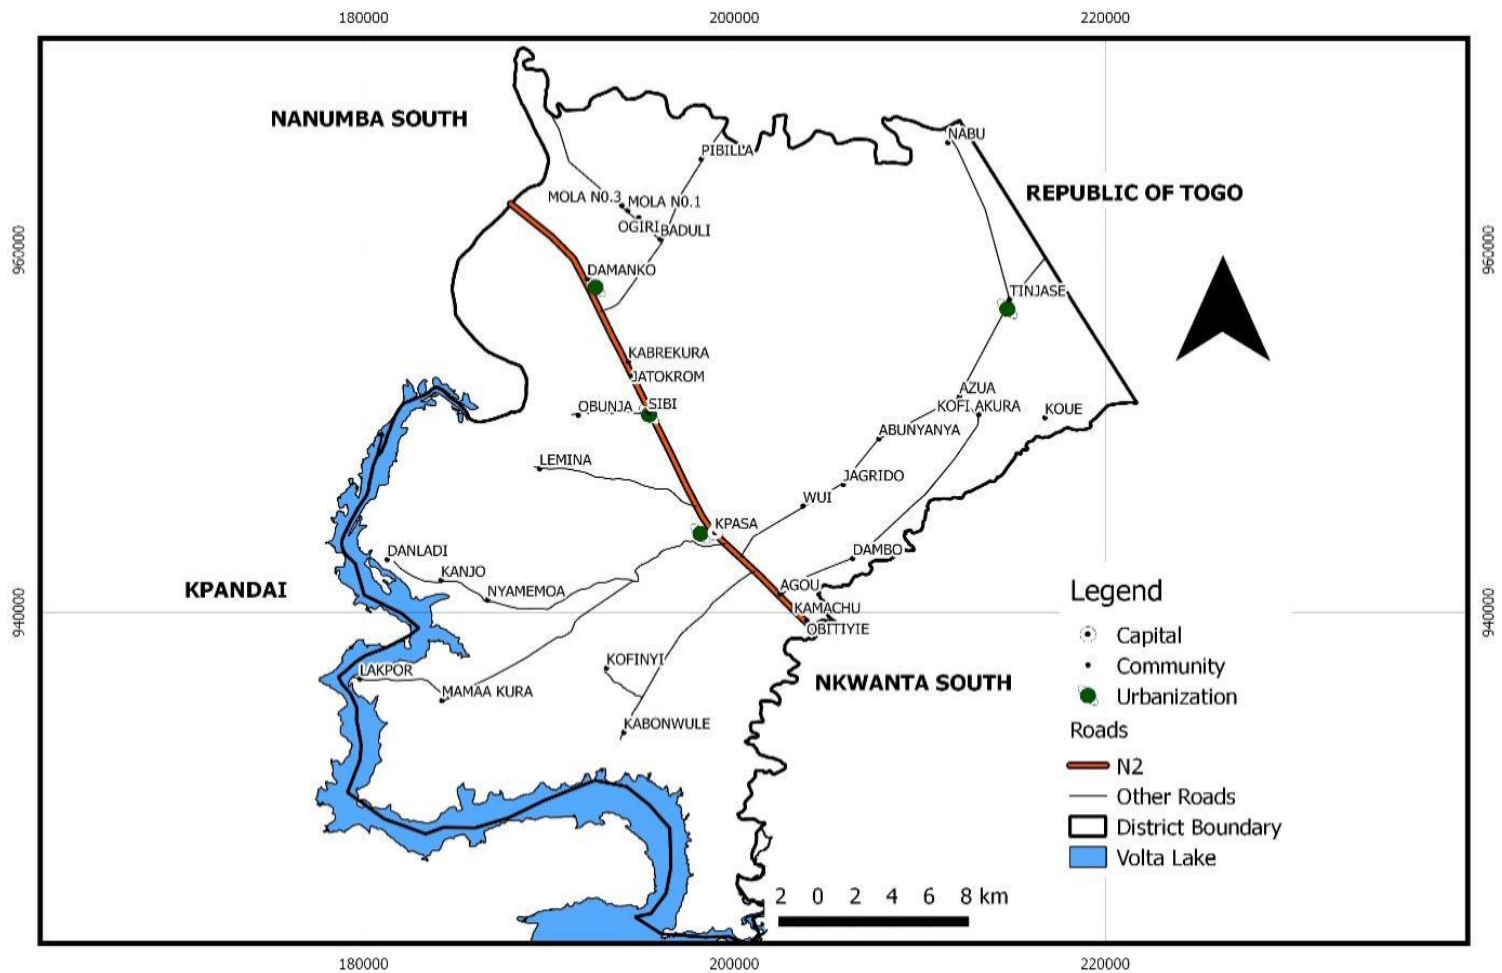 180000
200000
220000
NANUMBA SOUTH
NABU
PIBILLA
REPUBLIC OF TOGO
MOLA N0.3
MOLA N0.1
OGIRI
BADULI
960000
960000
DAMANKO
TINJASE
KABREKURA
JATOKROM
AZUA
OBUNJA
SIBI
KOFI AKURA
KOUE
ABUNYANYA
LEMINA
JAGRIDO
WUI
KPASA
DANLADI
DAMBO
KANJO
KPANDAI
NYAMEMOA
AGOU
940000
940000
KAMACHU
OBITIYIE
KOFINYI
LAKPOR
MAMAA KURA
NKWANTA SOUTH
KABONWULE
Legend
Capital
Community
Urbanization
Roads
N2
Other Roads
District Boundary
Volta Lake
2 0 2 4 6 8 km
180000
200000
220000